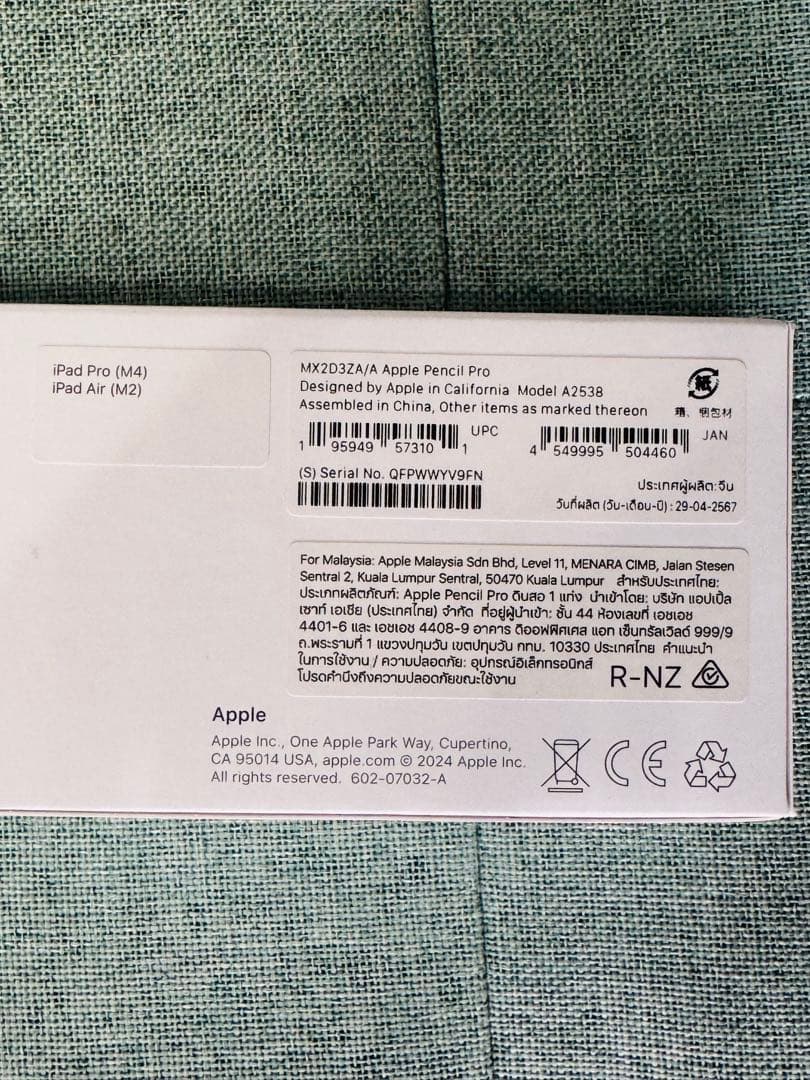 iPad Pro (M4)
iPad Air (M2)
MX2D3ZA/A Apple Pencil Pro
Designed by Apple in California Model A2538
Assembled in China, Other items as marked thereon
紙
箱、梱包材
1 95949 57310 1 UPC
4 549995 504460 JAN
(S) Serial No. QFPWWYV9FN
ประเทศผู้ผลิต:จีน
วันที่ผลิต (วัน-เดือน-ปี) : 29-04-2567
For Malaysia: Apple Malaysia Sdn Bhd, Level 11, MENARA CIMB, Jalan Stesen
Sentral 2, Kuala Lumpur Sentral, 50470 Kuala Lumpur สำหรับประเทศไทย:
ประเภทผลิตภัณฑ์: Apple Pencil Pro ดินสอ 1 แท่ง นำเข้าโดย: บริษัท แอปเปิ้ล
เซาท์ เอเชีย (ประเทศไทย) จำกัด ที่อยู่ผู้นำเข้า: ชั้น 44 ห้องเลขที่ เอชเอช
4401-6 และ เอชเอช 4408-9 อาคาร ดิออฟฟิศเศส แอท เซ็นทรัลเวิลด์ 999/9
ถ.พระรามที่ 1 แขวงปทุมวัน เขตปทุมวัน กทม. 10330 ประเทศไทย คำแนะนำ
ในการใช้งาน / ความปลอดภัย: อุปกรณ์อิเล็กทรอนิกส์
โปรดคำนึงถึงความปลอดภัยขณะใช้งาน
R-NZ
Apple
Apple Inc., One Apple Park Way, Cupertino,
CA 95014 USA, apple.com © 2024 Apple Inc.
All rights reserved. 602-07032-A
CE